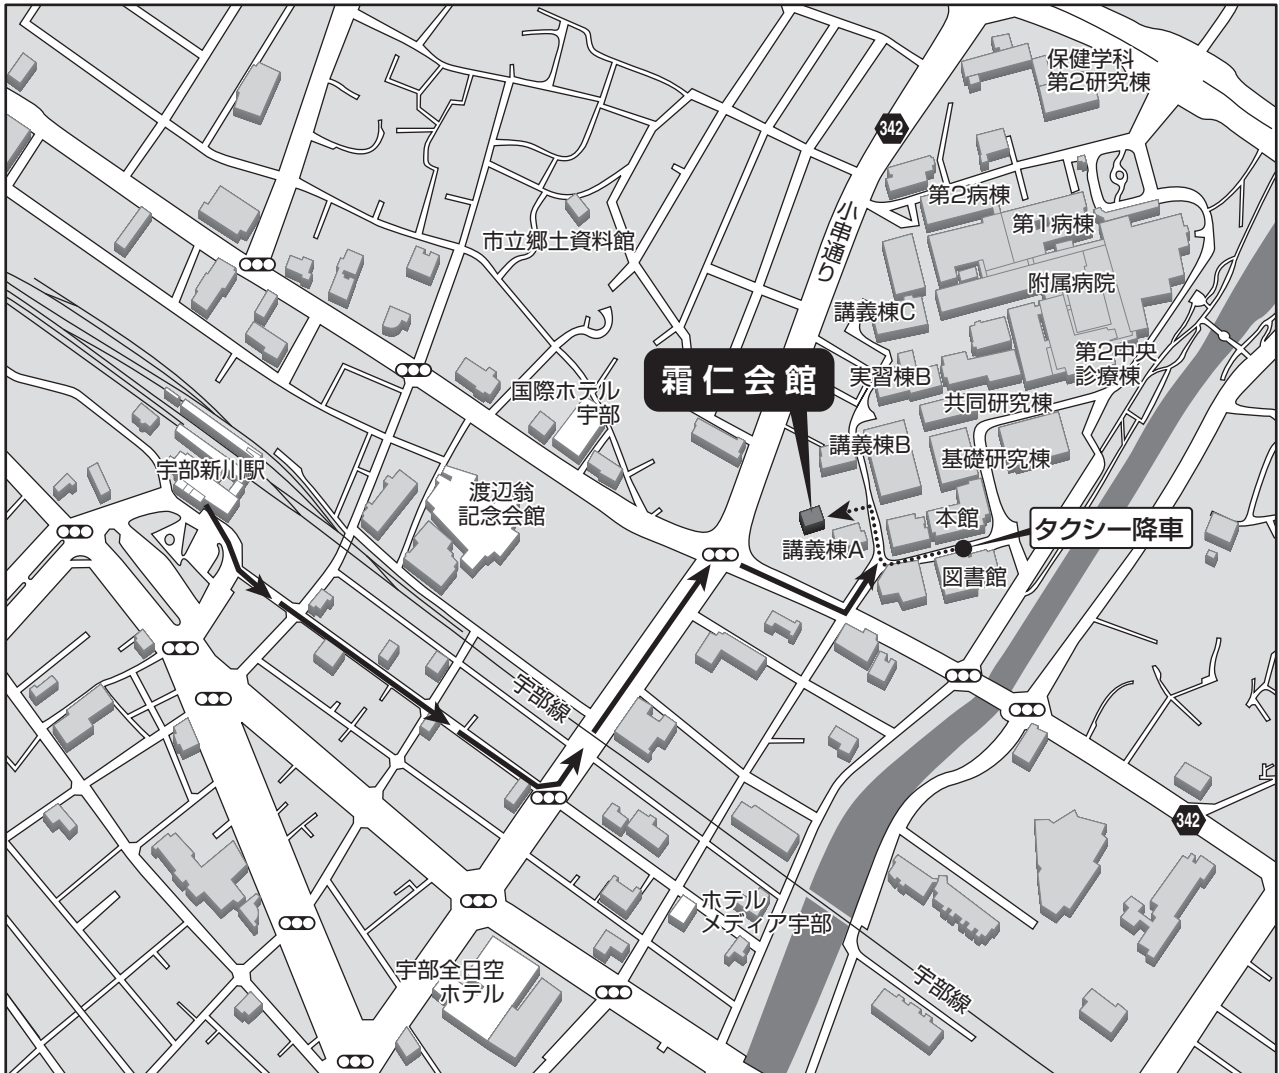 保健学科
第2研究棟
342
第2病棟
小串通り
第1病棟
市立郷土資料館
附属病院
講義棟C
第2中央
診療棟
霜仁会館
実習棟B
国際ホテル
宇部
共同研究棟
講義棟B
基礎研究棟
宇部新川駅
渡辺翁
記念会館
本館
タクシー降車
講義棟A
図書館
宇部線
342
ホテル
メディア宇部
宇部全日空
ホテル
宇部線